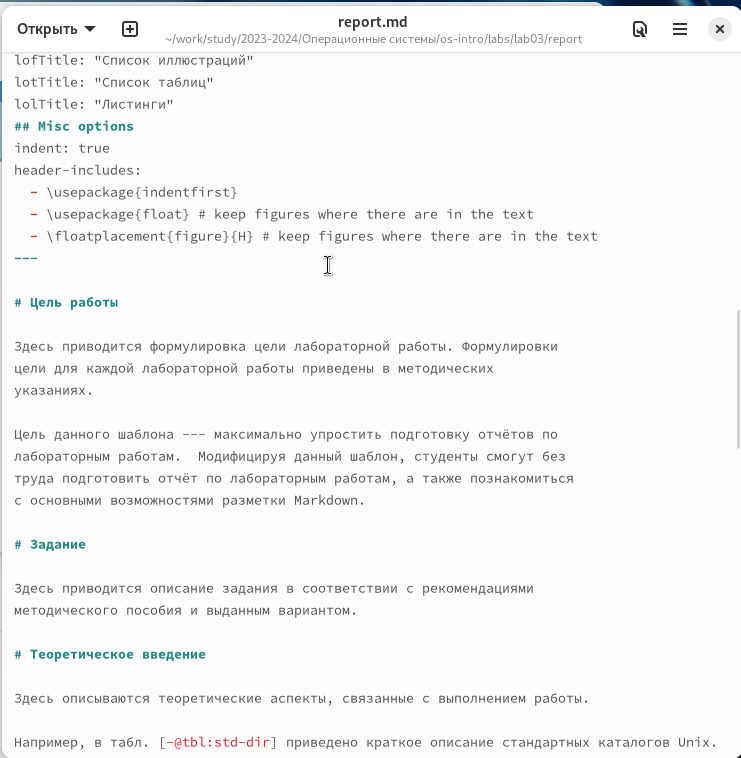 Открыть
report.md
~/work/study/2023-2024/Операционные системы/os-intro/labs/lab03/report
lofTitle: "Список иллюстраций"
lotTitle: "Список таблиц"
lolTitle: "Листинги"
## Misc options
indent: true
header-includes:
  - \usepackage{indentfirst}
  - \usepackage{float} # keep figures where there are in the text
  - \floatplacement{figure}{H} # keep figures where there are in the text
---
# Цель работы
Здесь приводится формулировка цели лабораторной работы. Формулировки
цели для каждой лабораторной работы приведены в методических
указаниях.
Цель данного шаблона --- максимально упростить подготовку отчётов по
лабораторным работам.  Модифицируя данный шаблон, студенты смогут без
труда подготовить отчёт по лабораторным работам, а также познакомиться
с основными возможностями разметки Markdown.
# Задание
Здесь приводится описание задания в соответствии с рекомендациями
методического пособия и выданным вариантом.
# Теоретическое введение
Здесь описываются теоретические аспекты, связанные с выполнением работы.
Например, в табл. [-@tbl:std-dir] приведено краткое описание стандартных каталогов Unix.